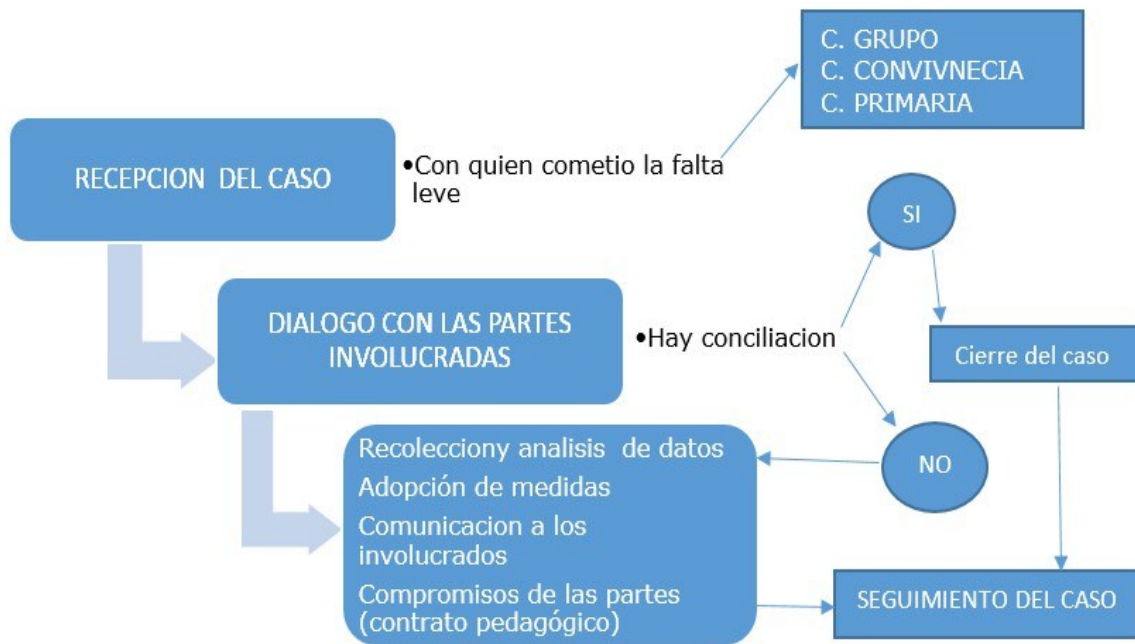 C. GRUPO
C. CONVIVNECIA
C. PRIMARIA
RECEPCION DEL CASO
•Con quien cometio la falta
leve
SI
DIALOGO CON LAS PARTES
INVOLUCRADAS
•Hay conciliacion
Cierre del caso
Recolecciony analisis de datos
Adopción de medidas
Comunicacion a los
involucrados
Compromisos de las partes
(contrato pedagógico)
NO
SEGUIMIENTO DEL CASO